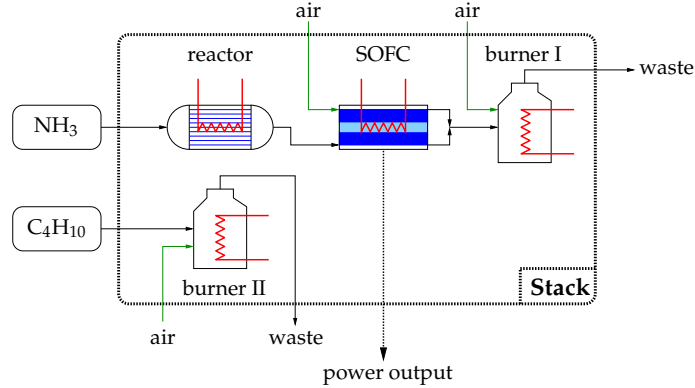 air
air
reactor
SOFC
burner I
waste
NH₃
C₄H₁₀
burner II
Stack
air
waste
power output